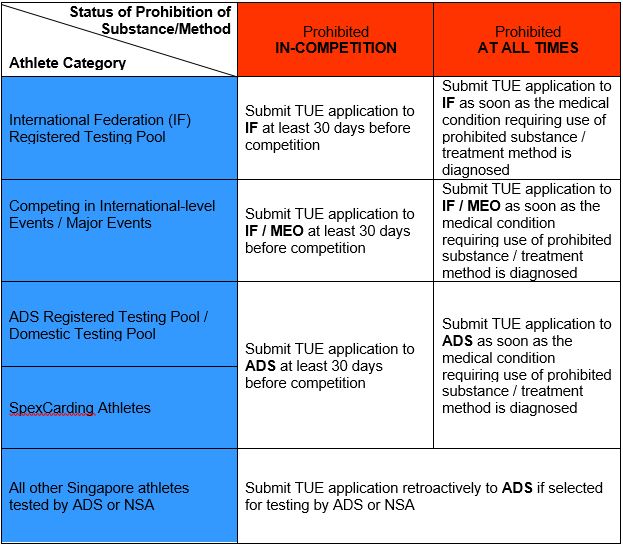 Status of Prohibition of
Substance/Method
Athlete Category
Prohibited
IN-COMPETITION
Prohibited
AT ALL TIMES
International Federation (IF)
Registered Testing Pool
Submit TUE application to
IF at least 30 days before
competition
Submit TUE application to
IF as soon as the medical
condition requiring use of
prohibited substance /
treatment method is
diagnosed
Competing in International-level
Events / Major Events
Submit TUE application to
IF / MEO at least 30 days
before competition
Submit TUE application to
IF / MEO as soon as the
medical condition
requiring use of prohibited
substance / treatment
method is diagnosed
ADS Registered Testing Pool /
Domestic Testing Pool
SpexCarding Athletes
Submit TUE application to
ADS at least 30 days
before competition
Submit TUE application to
ADS as soon as the
medical condition
requiring use of prohibited
substance / treatment
method is diagnosed
All other Singapore athletes
tested by ADS or NSA
Submit TUE application retroactively to ADS if selected
for testing by ADS or NSA